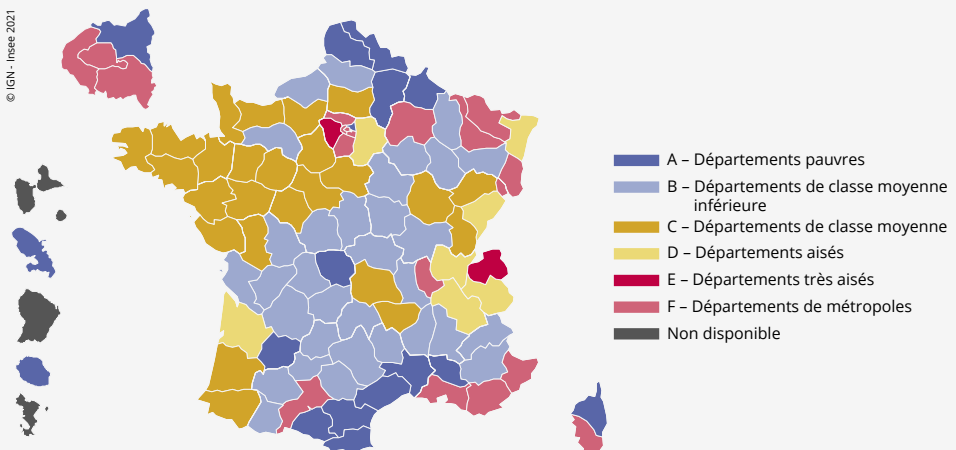 © IGN - Insee 2021
A – Départements pauvres
B – Départements de classe moyenne
inférieure
C – Départements de classe moyenne
D – Départements aisés
E – Départements très aisés
F – Départements de métropoles
Non disponible